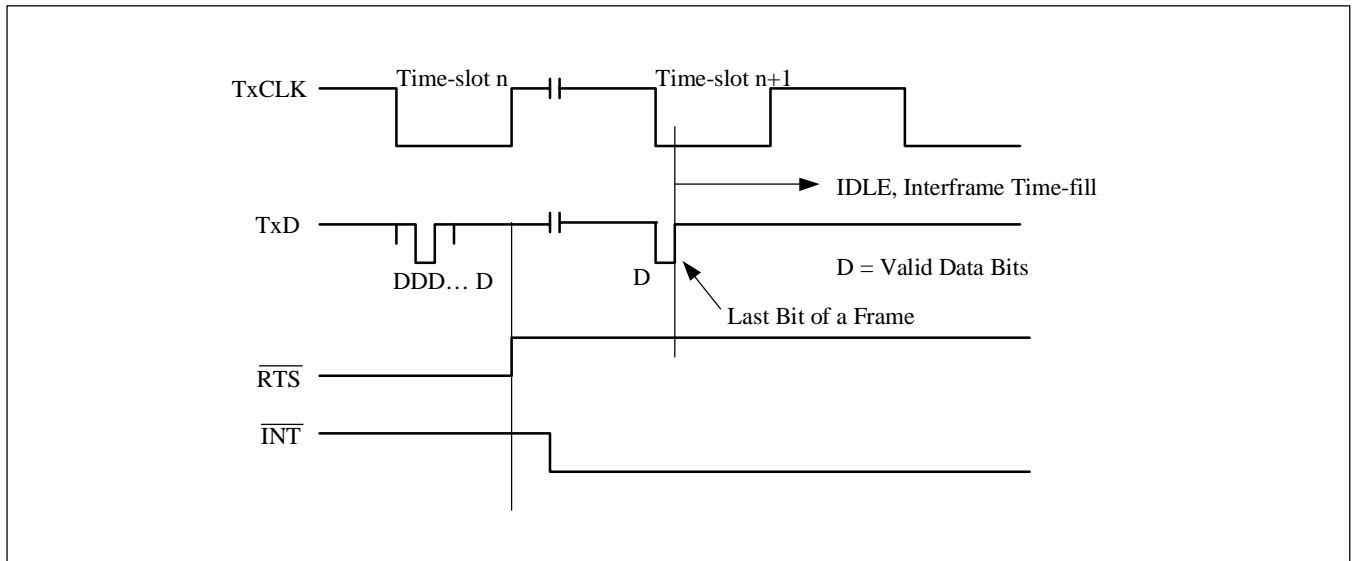 Time-slot n
Time-slot n+1
TxCLK
IDLE, Interframe Time-fill
TxD
DDD… D
D
D = Valid Data Bits
Last Bit of a Frame
RTS
INT